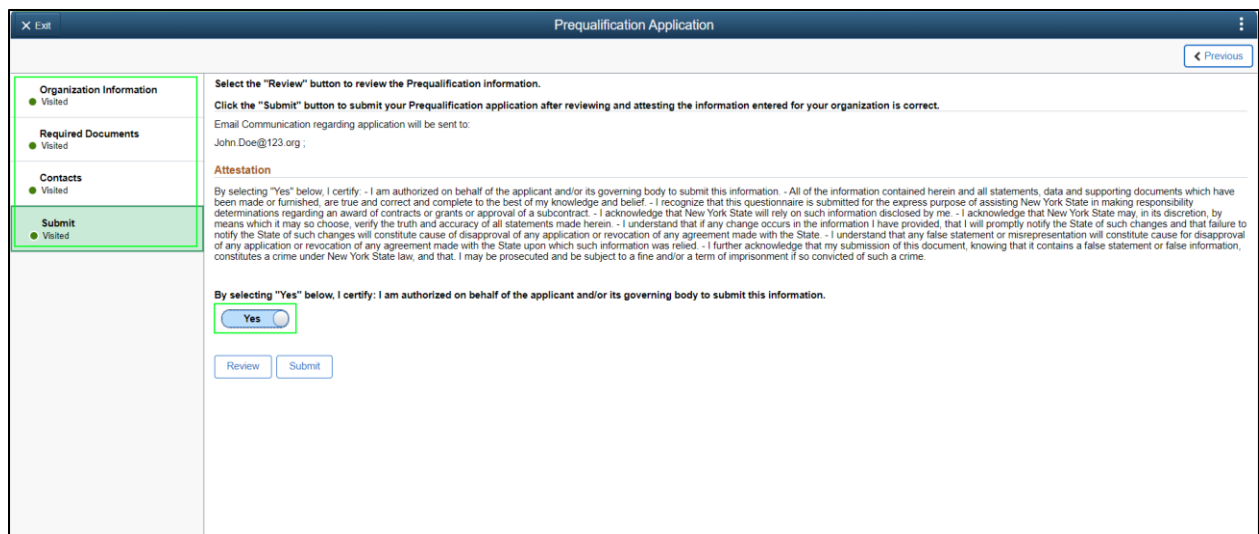 Exit
Prequalification Application
Previous
Organization Information
Visited
Required Documents
Visited
Contacts
Visited
Submit
Visited
Select the "Review" button to review the Prequalification information.
Click the "Submit" button to submit your Prequalification application after reviewing and attesting the information entered for your organization is correct.
Email Communication regarding application will be sent to:
John.Doe@123.org ;
Attestation
By selecting "Yes" below, I certify: - I am authorized on behalf of the applicant and/or its governing body to submit this information. - All of the information contained herein and all statements, data and supporting documents which have
been made or furnished, are true and correct and complete to the best of my knowledge and belief. - I recognize that this questionnaire is submitted for the express purpose of assisting New York State in making responsibility
determinations regarding an award of contracts or grants or approval of a subcontract. - I acknowledge that New York State will rely on such information disclosed by me. - I acknowledge that New York State may, in its discretion, by
means which it may so choose, verify the truth and accuracy of all statements made herein. - I understand that if any change occurs in the information I have provided, that I will promptly notify the State of such changes and that failure to
notify the State of such changes will constitute cause of disapproval of any application or revocation of any agreement made with the State. - I understand that any false statement or misrepresentation will constitute cause for disapproval
of any application or revocation of any agreement made with the State upon which such information was relied. - I further acknowledge that my submission of this document, knowing that it contains a false statement or false information,
constitutes a crime under New York State law, and that. I may be prosecuted and be subject to a fine and/or a term of imprisonment if so convicted of such a crime.
By selecting "Yes" below, I certify: I am authorized on behalf of the applicant and/or its governing body to submit this information.
Yes
Review Submit